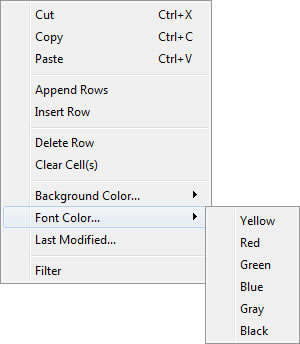 Cut Ctrl+X
Copy Ctrl+C
Paste Ctrl+V
Append Rows
Insert Row
Delete Row
Clear Cell(s)
Background Color...
Font Color...
Last Modified...
Filter
Yellow
Red
Green
Blue
Gray
Black